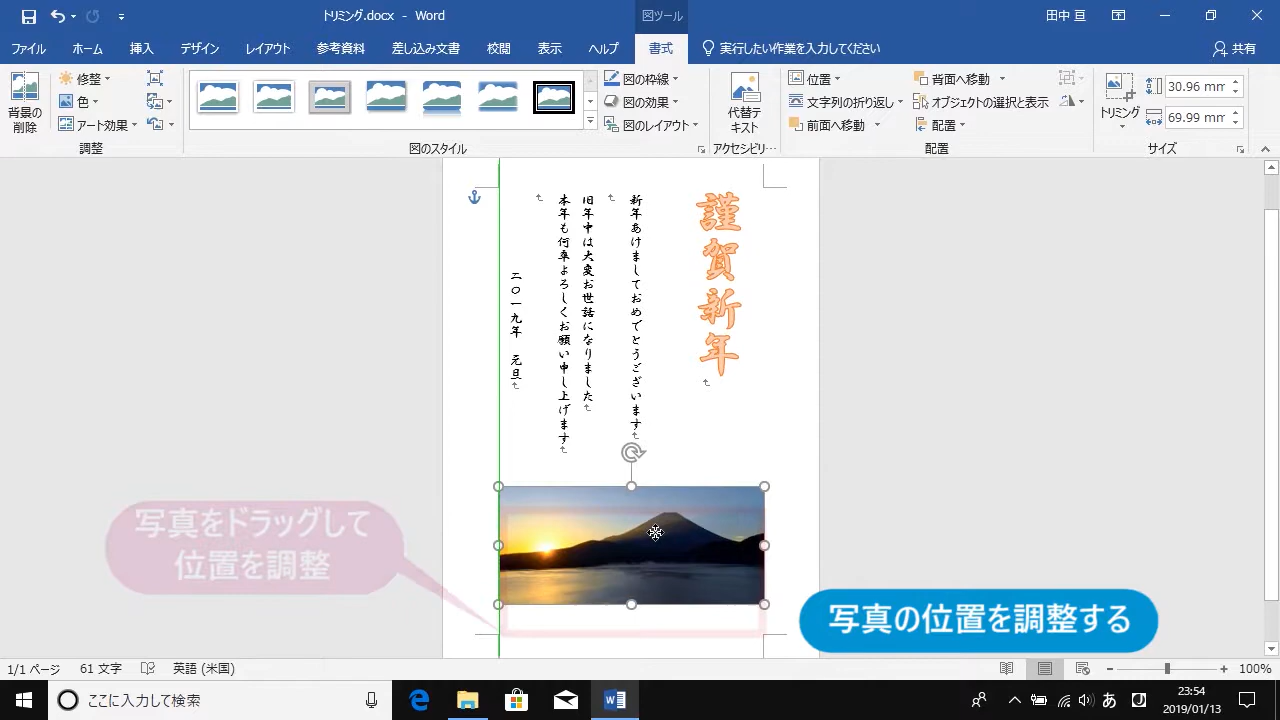 トリミング.docx - Word
図ツール
田中 亘
ファイル
ホーム
挿入
デザイン
レイアウト
参考資料
差し込み文書
校閲
表示
ヘルプ
書式
実行したい作業を入力してください
共有
背景の
削除
修整
色
アート効果
調整
図のスタイル
図の枠線
図の効果
図のレイアウト
代替テ
キスト
アクセシビリ…
位置
文字列の折り返し
前面へ移動
背面へ移動
オブジェクトの選択と表示
配置
配置
トリミング
30.96 mm
69.99 mm
サイズ
謹賀新年
新年あけましておめでとうございます
旧年中は大変お世話になりました
本年も何卒よろしくお願い申し上げます
二〇一九年 元旦
写真をドラッグして
位置を調整
写真の位置を調整する
1/1 ページ
61 文字
英語 (米国)
100%
ここに入力して検索
あ
23:54
2019/01/13